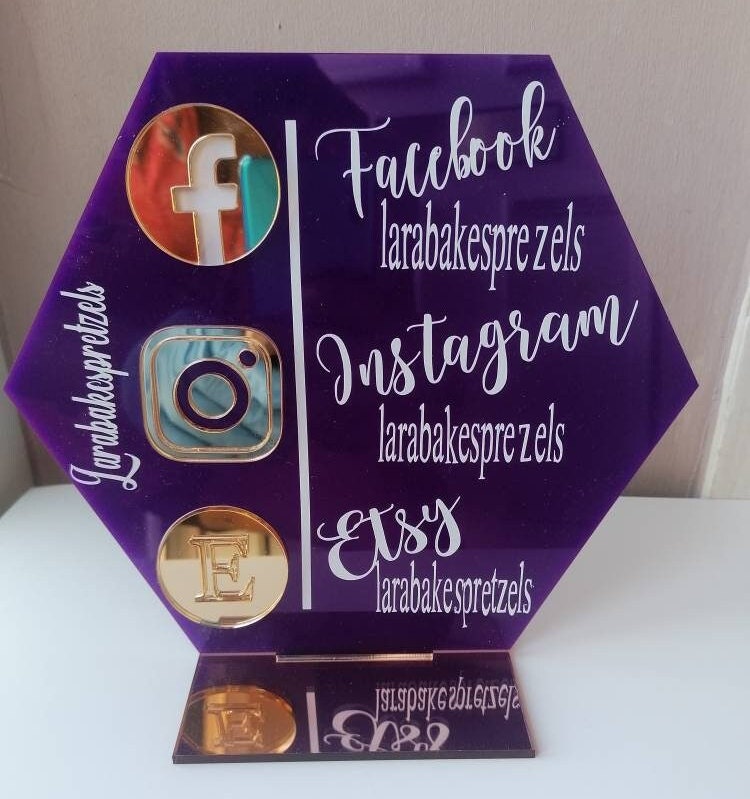 Larabakespretzels
f
Facebook
larabakesprezels
Instagram
larabakesprezels
E
Etsy
larabakespretzels